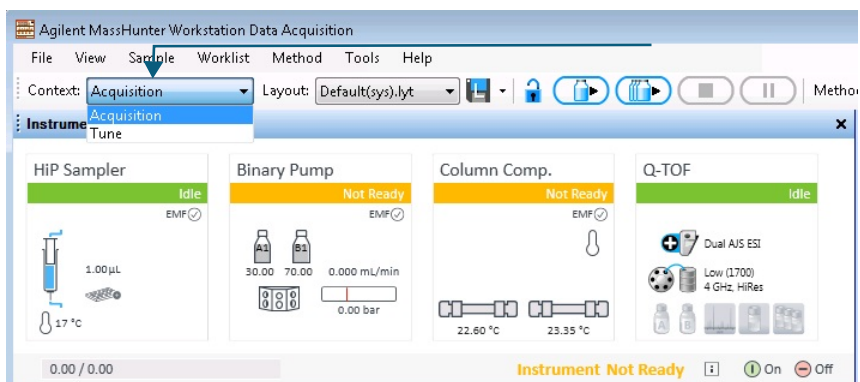 Agilent MassHunter Workstation Data Acquisition
File View Sample Worklist Method Tools Help
Context: Acquisition Layout: Default(sys).lyt Metho
Acquisition
Tune
Instrume
HiP Sampler
Idle
EMF
1.00 µL
17 °C
Binary Pump
Not Ready
EMF
A1 B1
30.00 70.00 0.000 mL/min
0.00 bar
Column Comp.
Not Ready
EMF
22.60 °C 23.35 °C
Q-TOF
Idle
Dual AJS ESI
Low (1700)
4 GHz, HiRes
A B
0.00 / 0.00 Instrument Not Ready i On Off